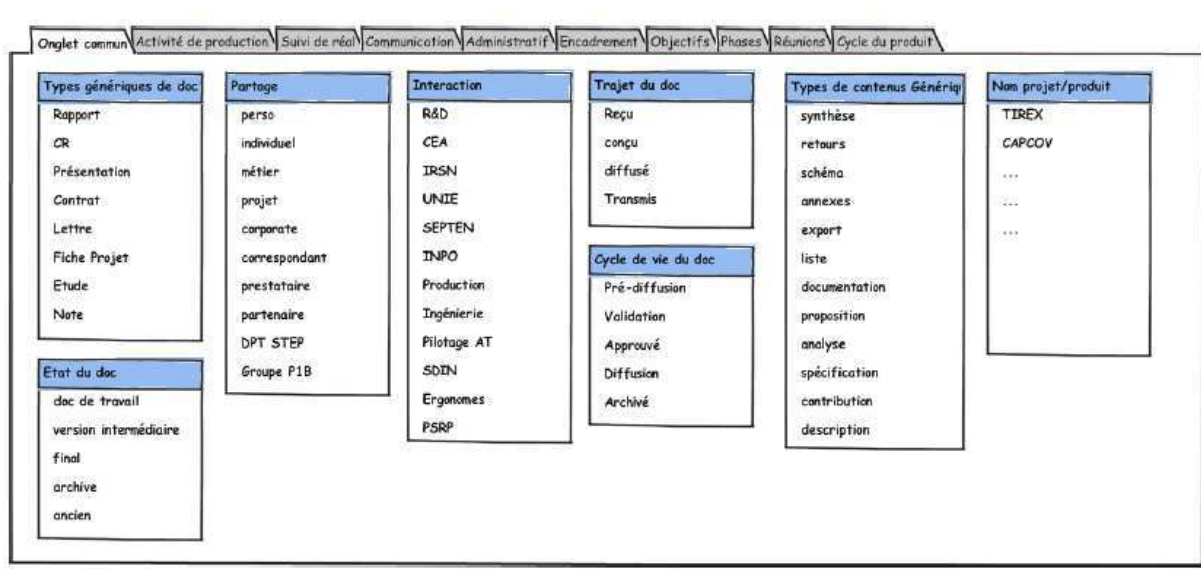 Onglet commun Activité de production Suivi de réal Communication Administratif Encadrement Objectifs Phases Réunions Cycle du produit
Types génériques de doc
Rapport
CR
Présentation
Contrat
Lettre
Fiche Projet
Etude
Note
Etat du doc
doc de travail
version intermédiaire
final
archive
ancien
Partage
perso
individuel
métier
projet
corporate
correspondant
prestataire
partenaire
DPT STEP
Groupe P1B
Interaction
R&D
CEA
IRSN
UNIE
SEPTEN
INPO
Production
Ingénierie
Pilotage AT
SDIN
Ergonomes
PSRP
Trajet du doc
Reçu
conçu
diffusé
Transmis
Cycle de vie du doc
Pré-diffusion
Validation
Approuvé
Diffusion
Archivé
Types de contenus Génériqu
synthèse
retours
schéma
annexes
export
liste
documentation
proposition
analyse
spécification
contribution
description
Nom projet/produit
TIREX
CAPCOV
...
...
...